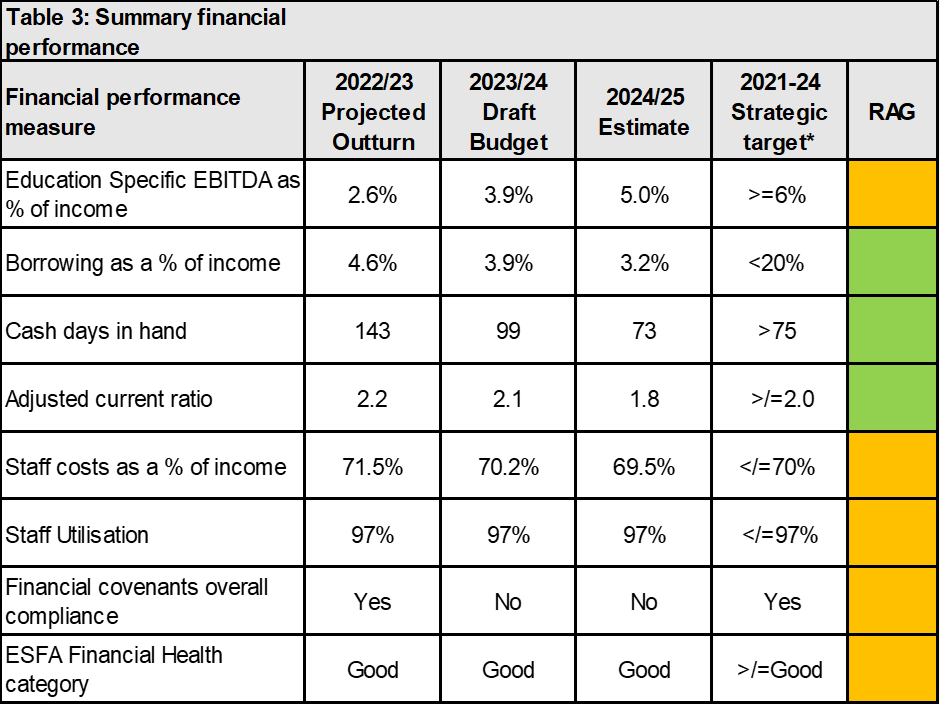 Table 3: Summary financial
performance
Financial performance
measure
2022/23
Projected
Outturn
2023/24
Draft
Budget
2024/25
Estimate
2021-24
Strategic
target*
RAG
Education Specific EBITDA as
% of income
2.6%
3.9%
5.0%
>=6%
Borrowing as a % of income
4.6%
3.9%
3.2%
<20%
Cash days in hand
143
99
73
>75
Adjusted current ratio
2.2
2.1
1.8
>/=2.0
Staff costs as a % of income
71.5%
70.2%
69.5%
</=70%
Staff Utilisation
97%
97%
97%
</=97%
Financial covenants overall
compliance
Yes
No
No
Yes
ESFA Financial Health
category
Good
Good
Good
>/=Good